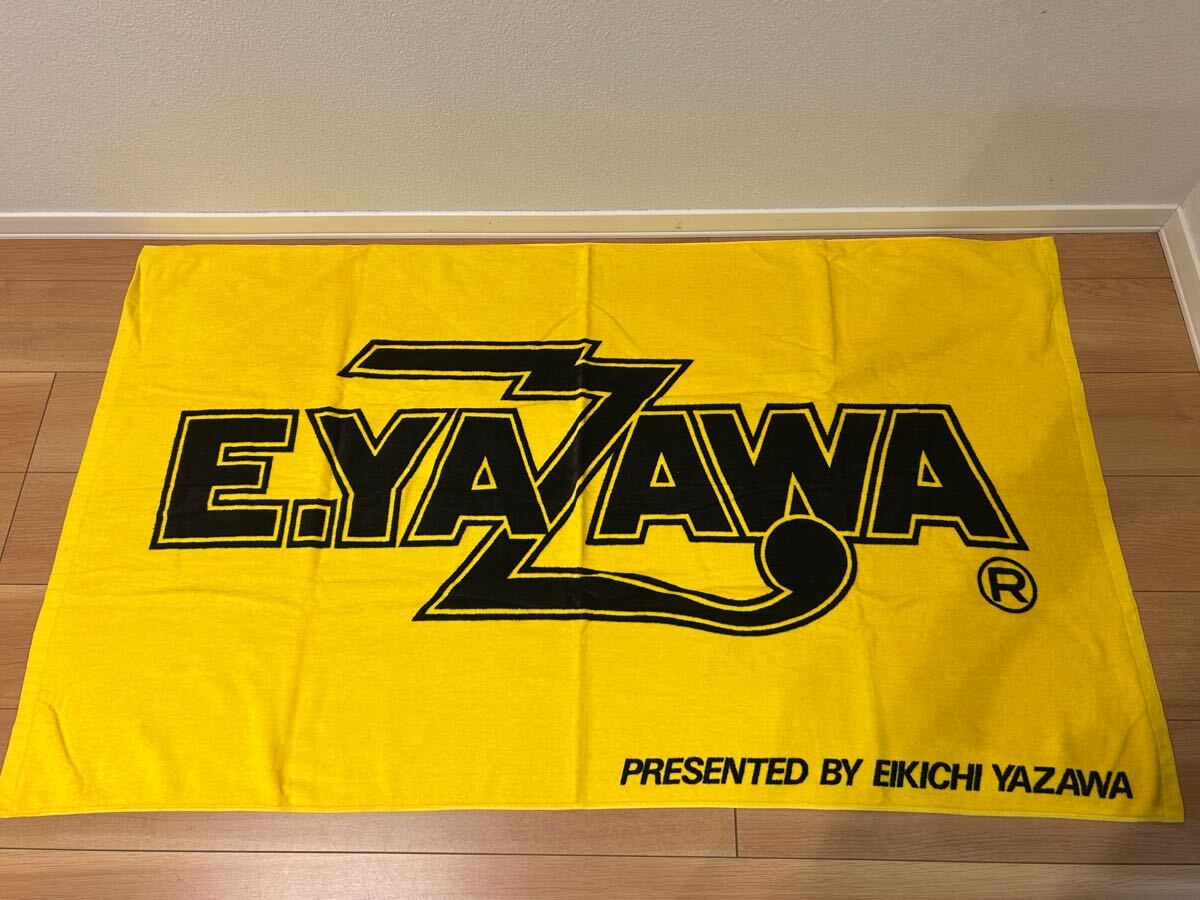 E.YAZAWA
®
PRESENTED BY EIKICHI YAZAWA